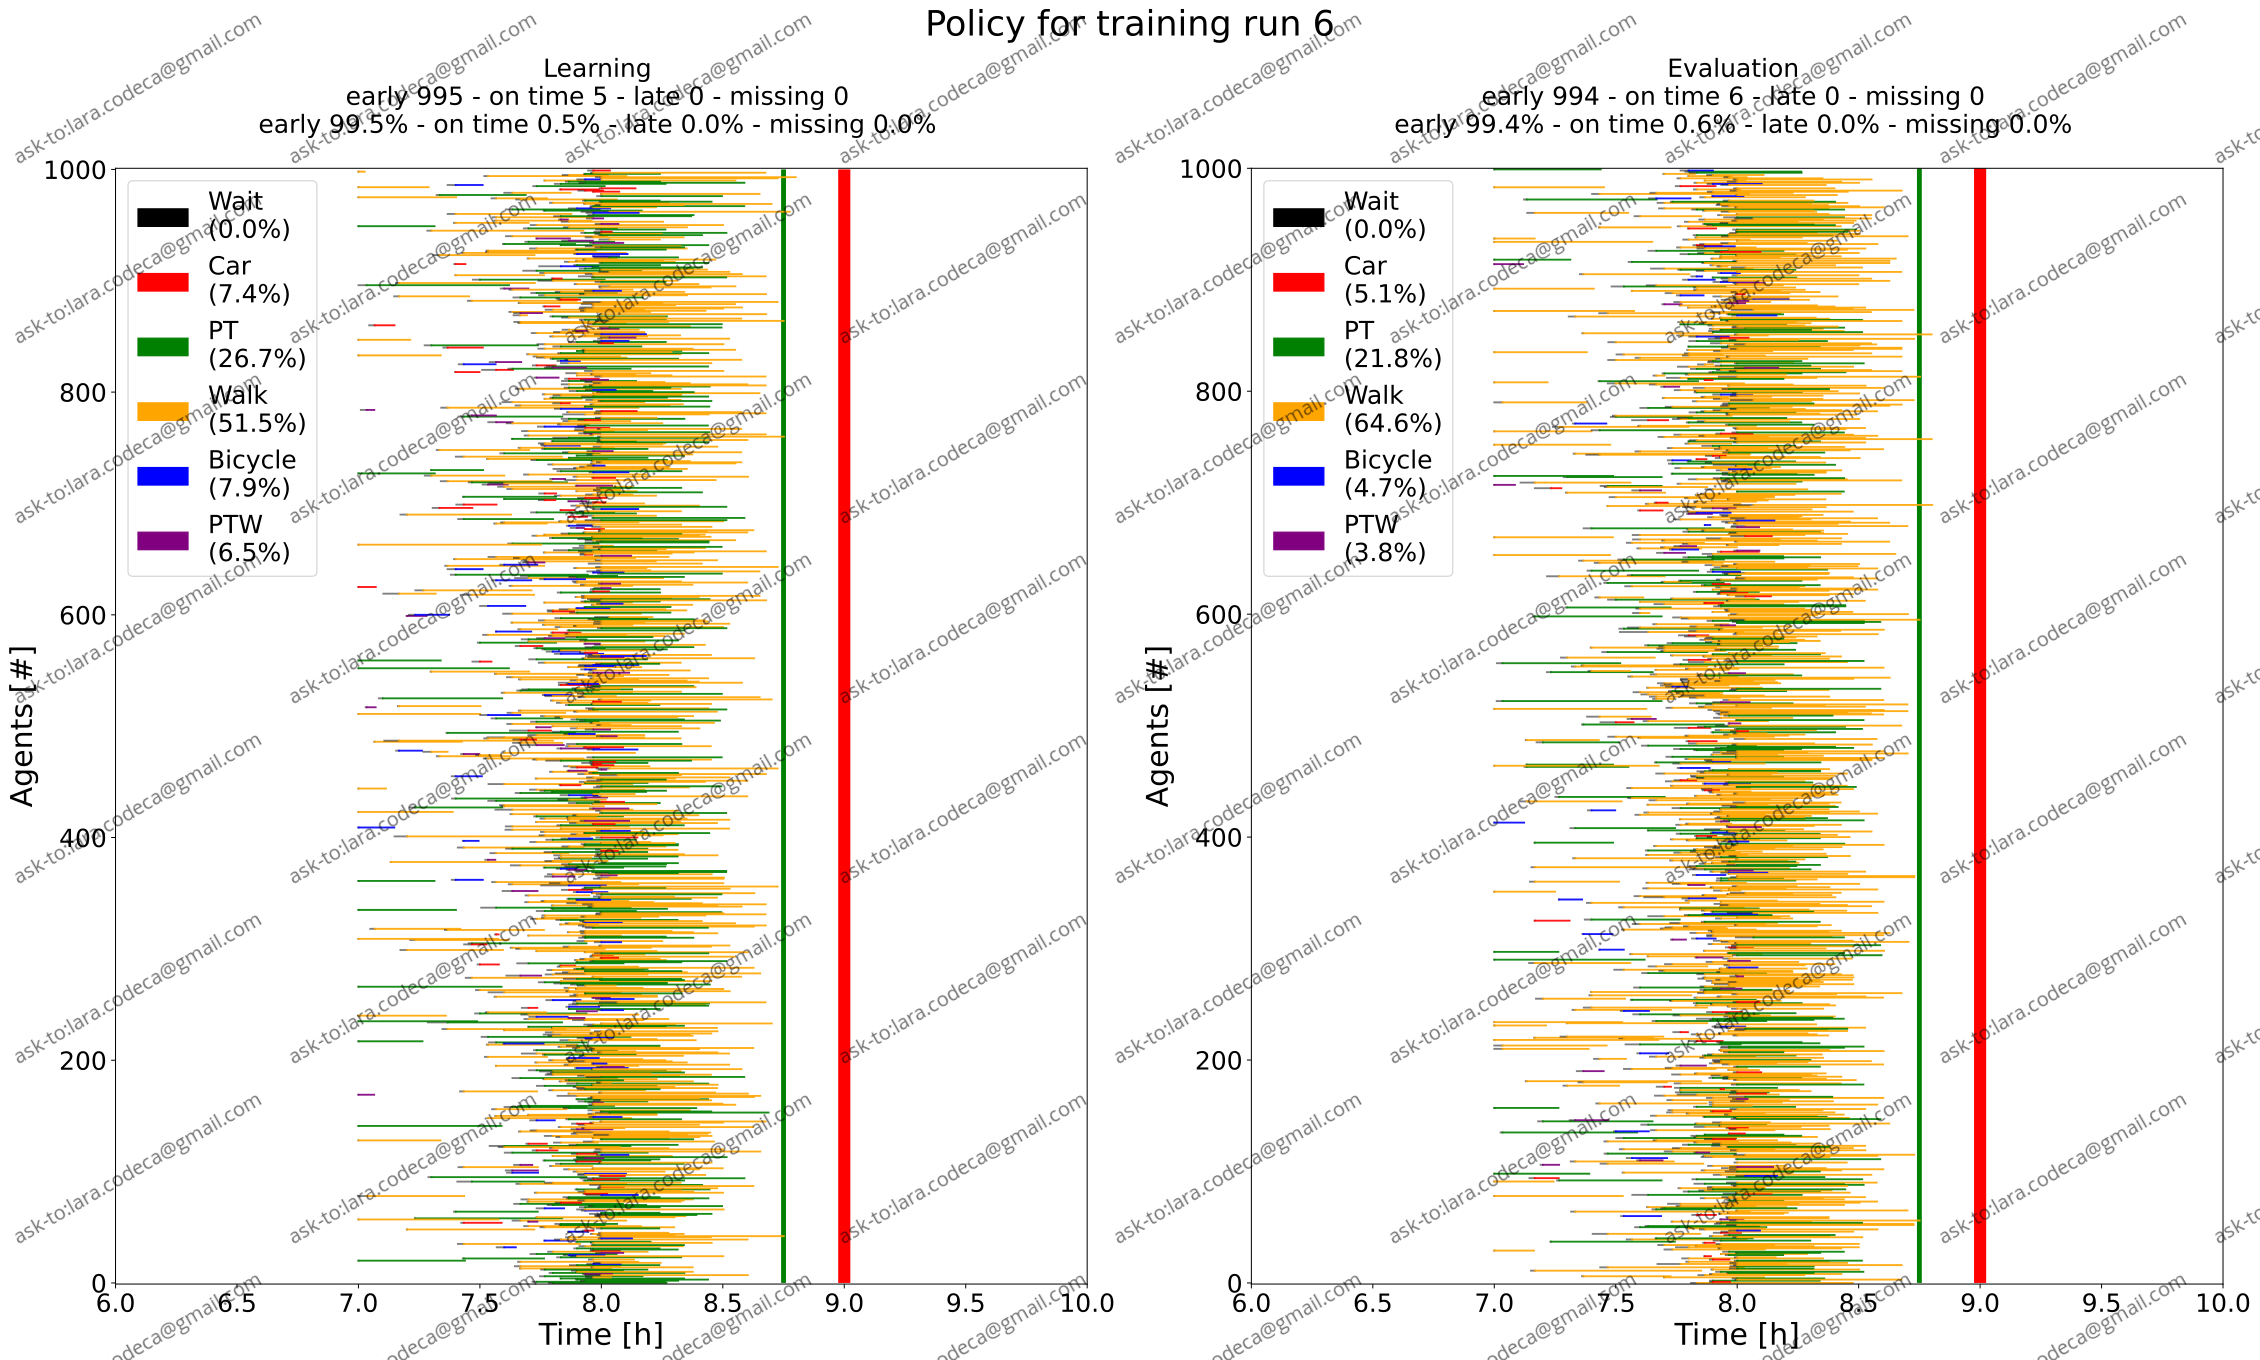 Policy for training run 6
Learning
early 995 - on time 5 - late 0 - missing 0
early 99.5% - on time 0.5% - late 0.0% - missing 0.0%
Wait
(0.0%)
Car
(7.4%)
PT
(26.7%)
Walk
(51.5%)
Bicycle
(7.9%)
PTW
(6.5%)
Agents [#]
1000
800
600
400
200
0
6.0 6.5 7.0 7.5 8.0 8.5 9.0 9.5 10.0
Time [h]
Evaluation
early 994 - on time 6 - late 0 - missing 0
early 99.4% - on time 0.6% - late 0.0% - missing 0.0%
Wait
(0.0%)
Car
(5.1%)
PT
(21.8%)
Walk
(64.6%)
Bicycle
(4.7%)
PTW
(3.8%)
Agents [#]
1000
800
600
400
200
0
6.0 6.5 7.0 7.5 8.0 8.5 9.0 9.5 10.0
Time [h]
ask-to:lara.codeca@gmail.com